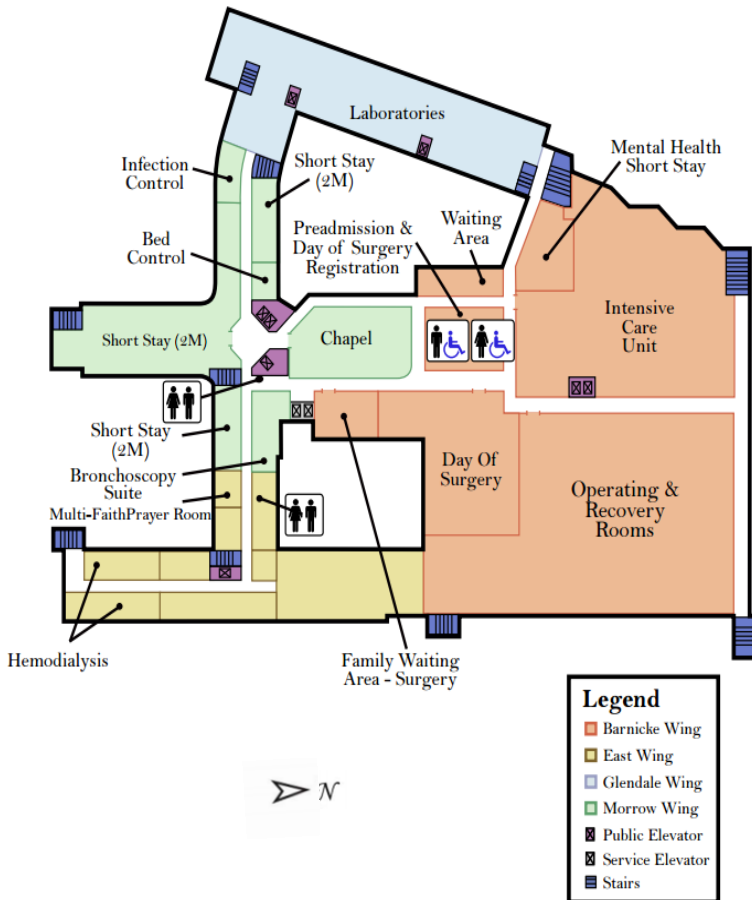 Laboratories
Infection
Control
Short Stay
(2M)
Mental Health
Short Stay
Preadmission &
Day of Surgery
Registration
Waiting
Area
Bed
Control
Short Stay (2M)
Chapel
Intensive
Care
Unit
Short Stay
(2M)
Bronchoscopy
Suite
Multi-FaithPrayer Room
Day Of
Surgery
Operating &
Recovery
Rooms
Hemodialysis
Family Waiting
Area - Surgery
N
Legend
Barnicke Wing
East Wing
Glendale Wing
Morrow Wing
Public Elevator
Service Elevator
Stairs